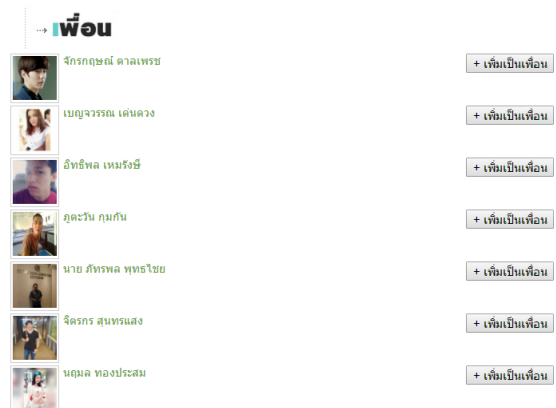 เพื่อน
จักรกฤษณ์ ตาลเพรช
+ เพิ่มเป็นเพื่อน
เบญจวรรณ เด่นดวง
+ เพิ่มเป็นเพื่อน
อิทธิพล เหมรังษี
+ เพิ่มเป็นเพื่อน
ภูตะวัน กุมกัน
+ เพิ่มเป็นเพื่อน
นาย ภัทรพล พุทธไชย
+ เพิ่มเป็นเพื่อน
จิตรกร สุนทรแสง
+ เพิ่มเป็นเพื่อน
นฤมล ทองประสม
+ เพิ่มเป็นเพื่อน